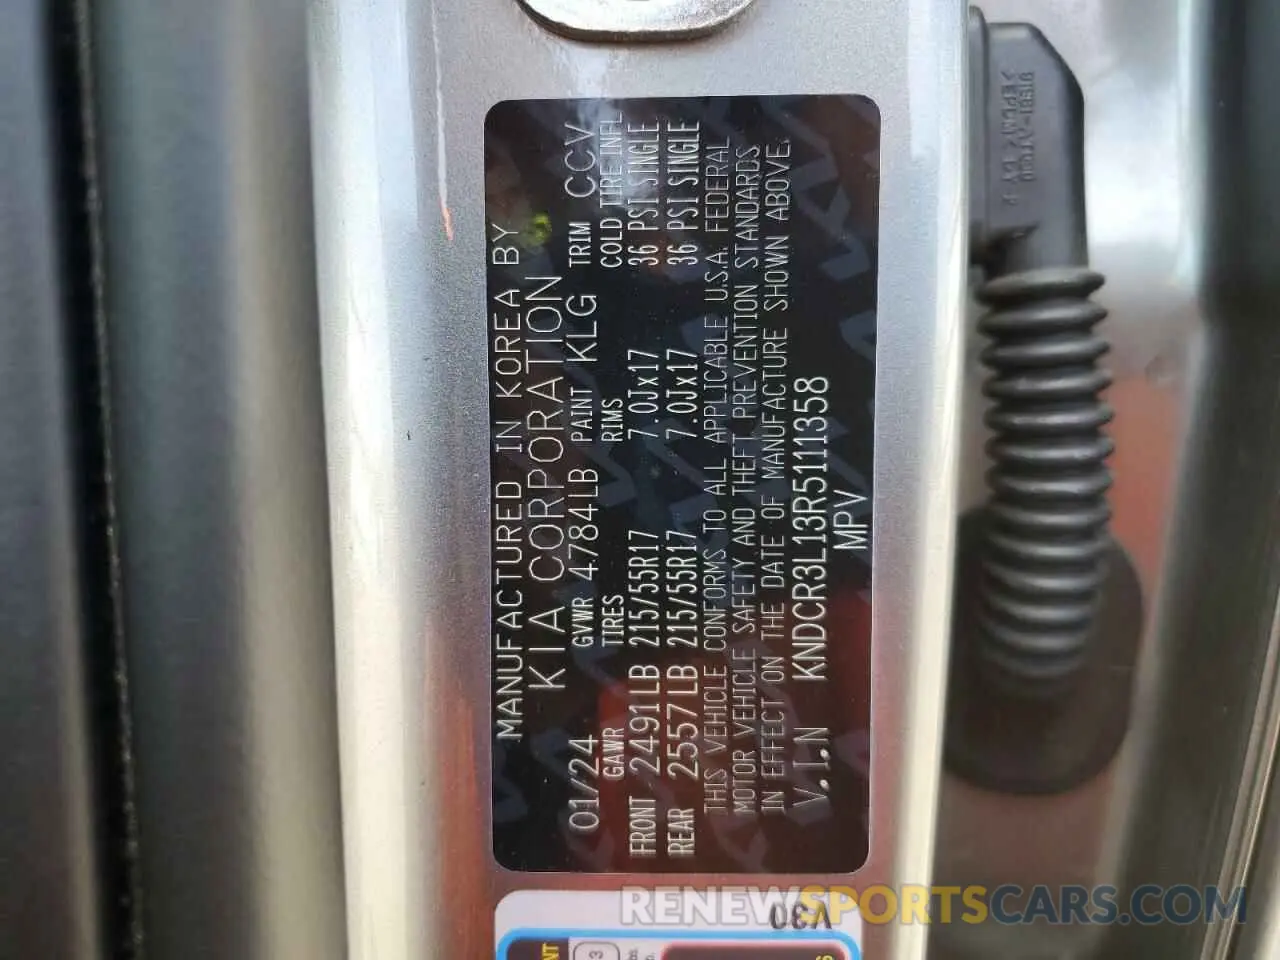 MANUFACTURED IN KOREA BY
KIA CORPORATION
01/24 GVWR 4784LB PAINT KLG TRIM CCV
GAWR TIRES RIMS COLD TIRE INFL
FRONT 2491LB 215/55R17 7.0Jx17 36 PSI SINGLE
REAR 2557LB 215/55R17 7.0Jx17 36 PSI SINGLE
THIS VEHICLE CONFORMS TO ALL APPLICABLE U.S.A. FEDERAL
MOTOR VEHICLE SAFETY AND THEFT PREVENTION STANDARDS
IN EFFECT ON THE DATE OF MANUFACTURE SHOWN ABOVE.
V.I.N KNDCR3L13R5111358
MPV
V30
RENEWSPORTSCARS.COM